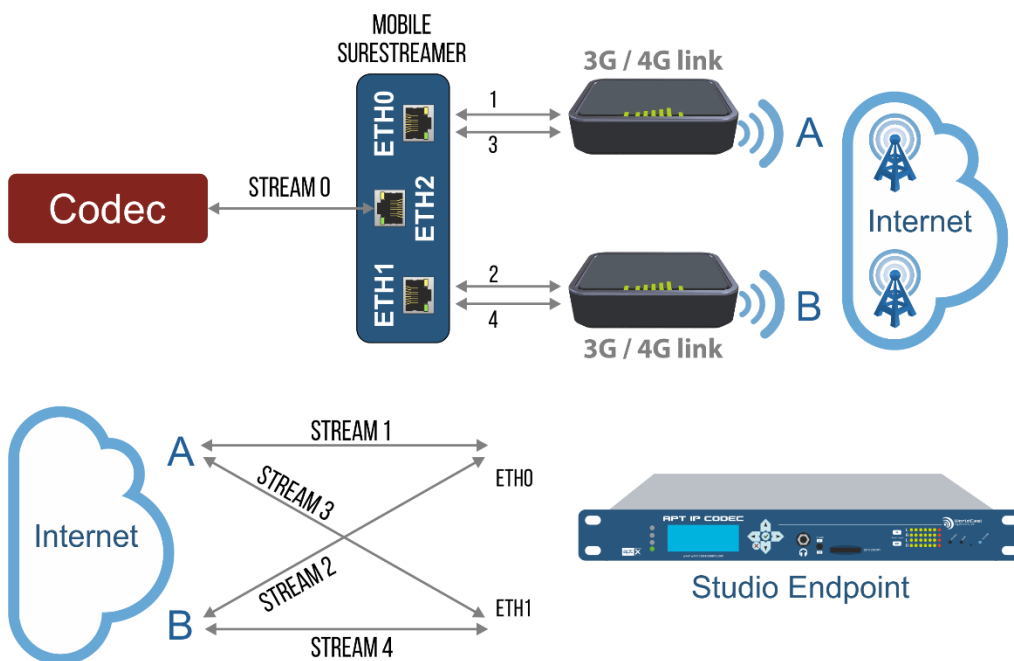 MOBILE
SURESTREAMER
3G / 4G link
ETH0
1
3
A
Codec
STREAM 0
ETH2
Internet
ETH1
2
4
B
3G / 4G link
A
STREAM 1
STREAM 3
ETH0
Internet
APT IP CODEC
WorldCast
STREAM 2
B
ETH1
STREAM 4
Studio Endpoint